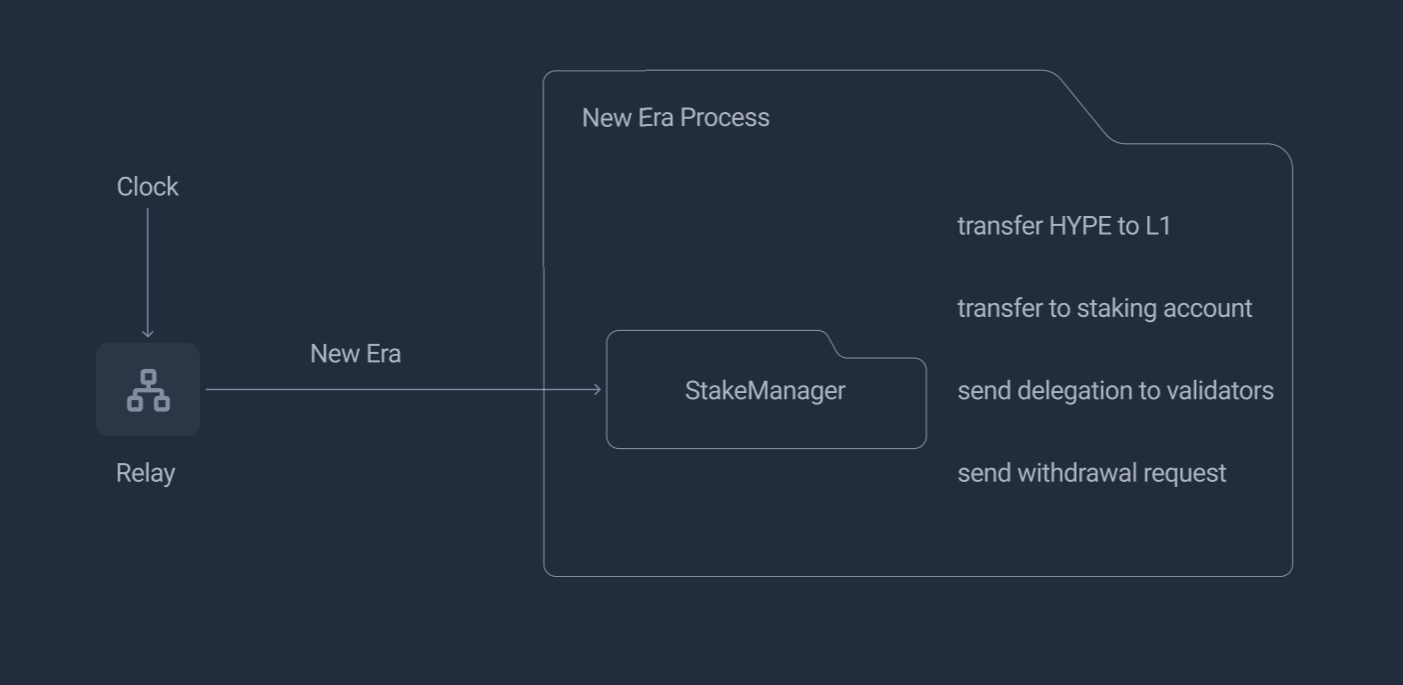 New Era Process
Clock
transfer HYPE to L1
transfer to staking account
New Era
StakeManager
send delegation to validators
Relay
send withdrawal request